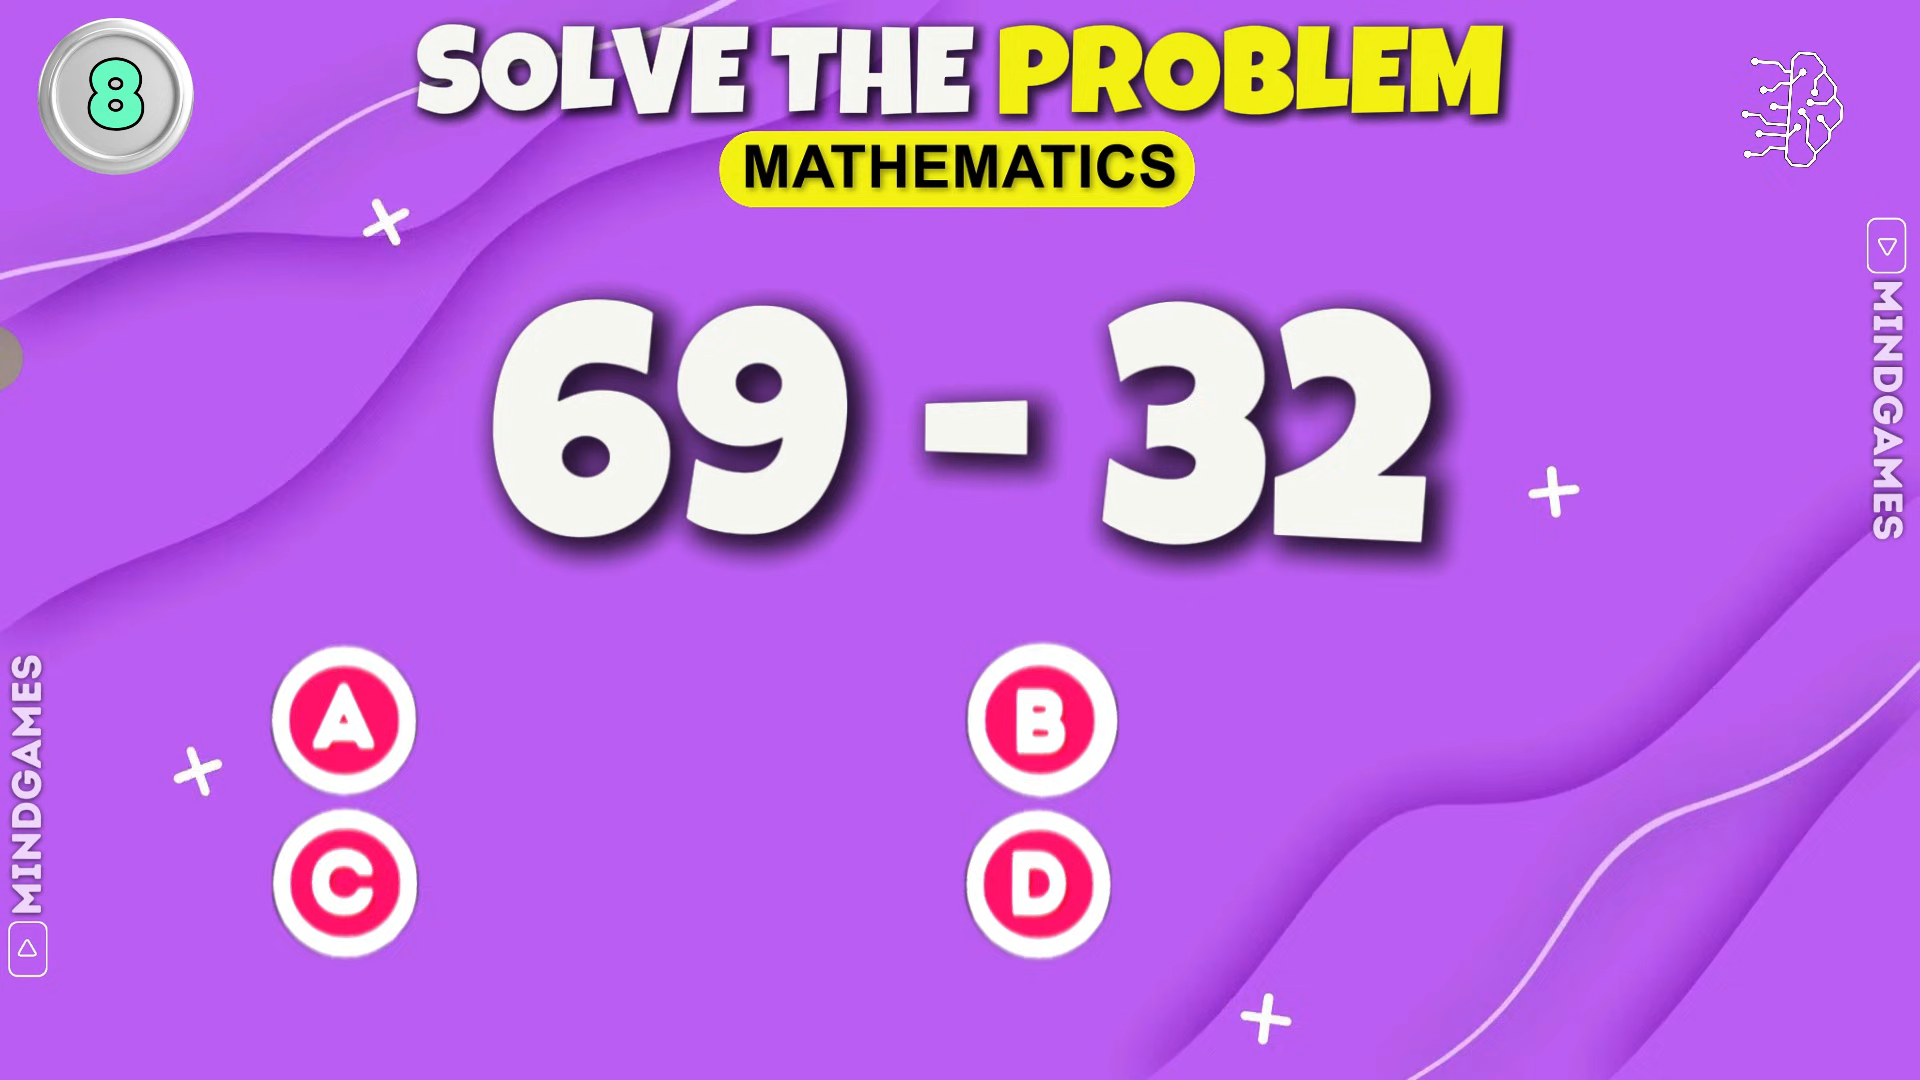 8
SOLVE THE PROBLEM
MATHEMATICS
69 - 32
A
B
C
D
MINDGAMES
MINDGAMES